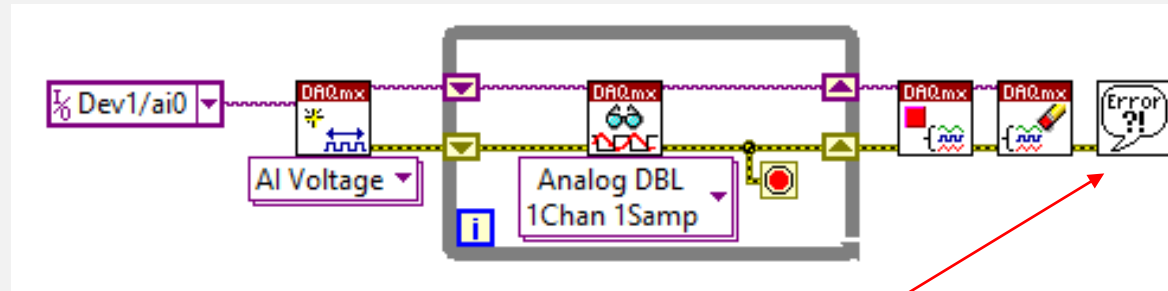 I/O Dev1/ai0
DAQmx
AI Voltage
i
DAQmx
Analog DBL
1Chan 1Samp
DAQmx
DAQmx
Error
?!